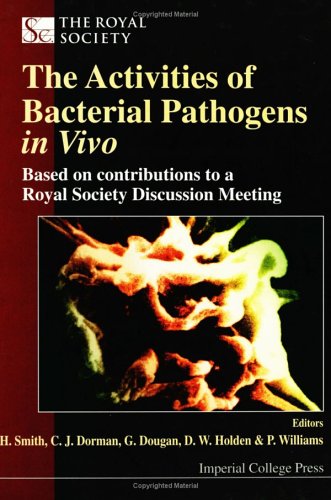 THE ROYAL
SOCIETY
The Activities of
Bacterial Pathogens
in Vivo
Based on contributions to a
Royal Society Discussion Meeting
Editors
H. Smith, C. J. Dorman, G. Dougan, D. W. Holden & P. Williams
Imperial College Press